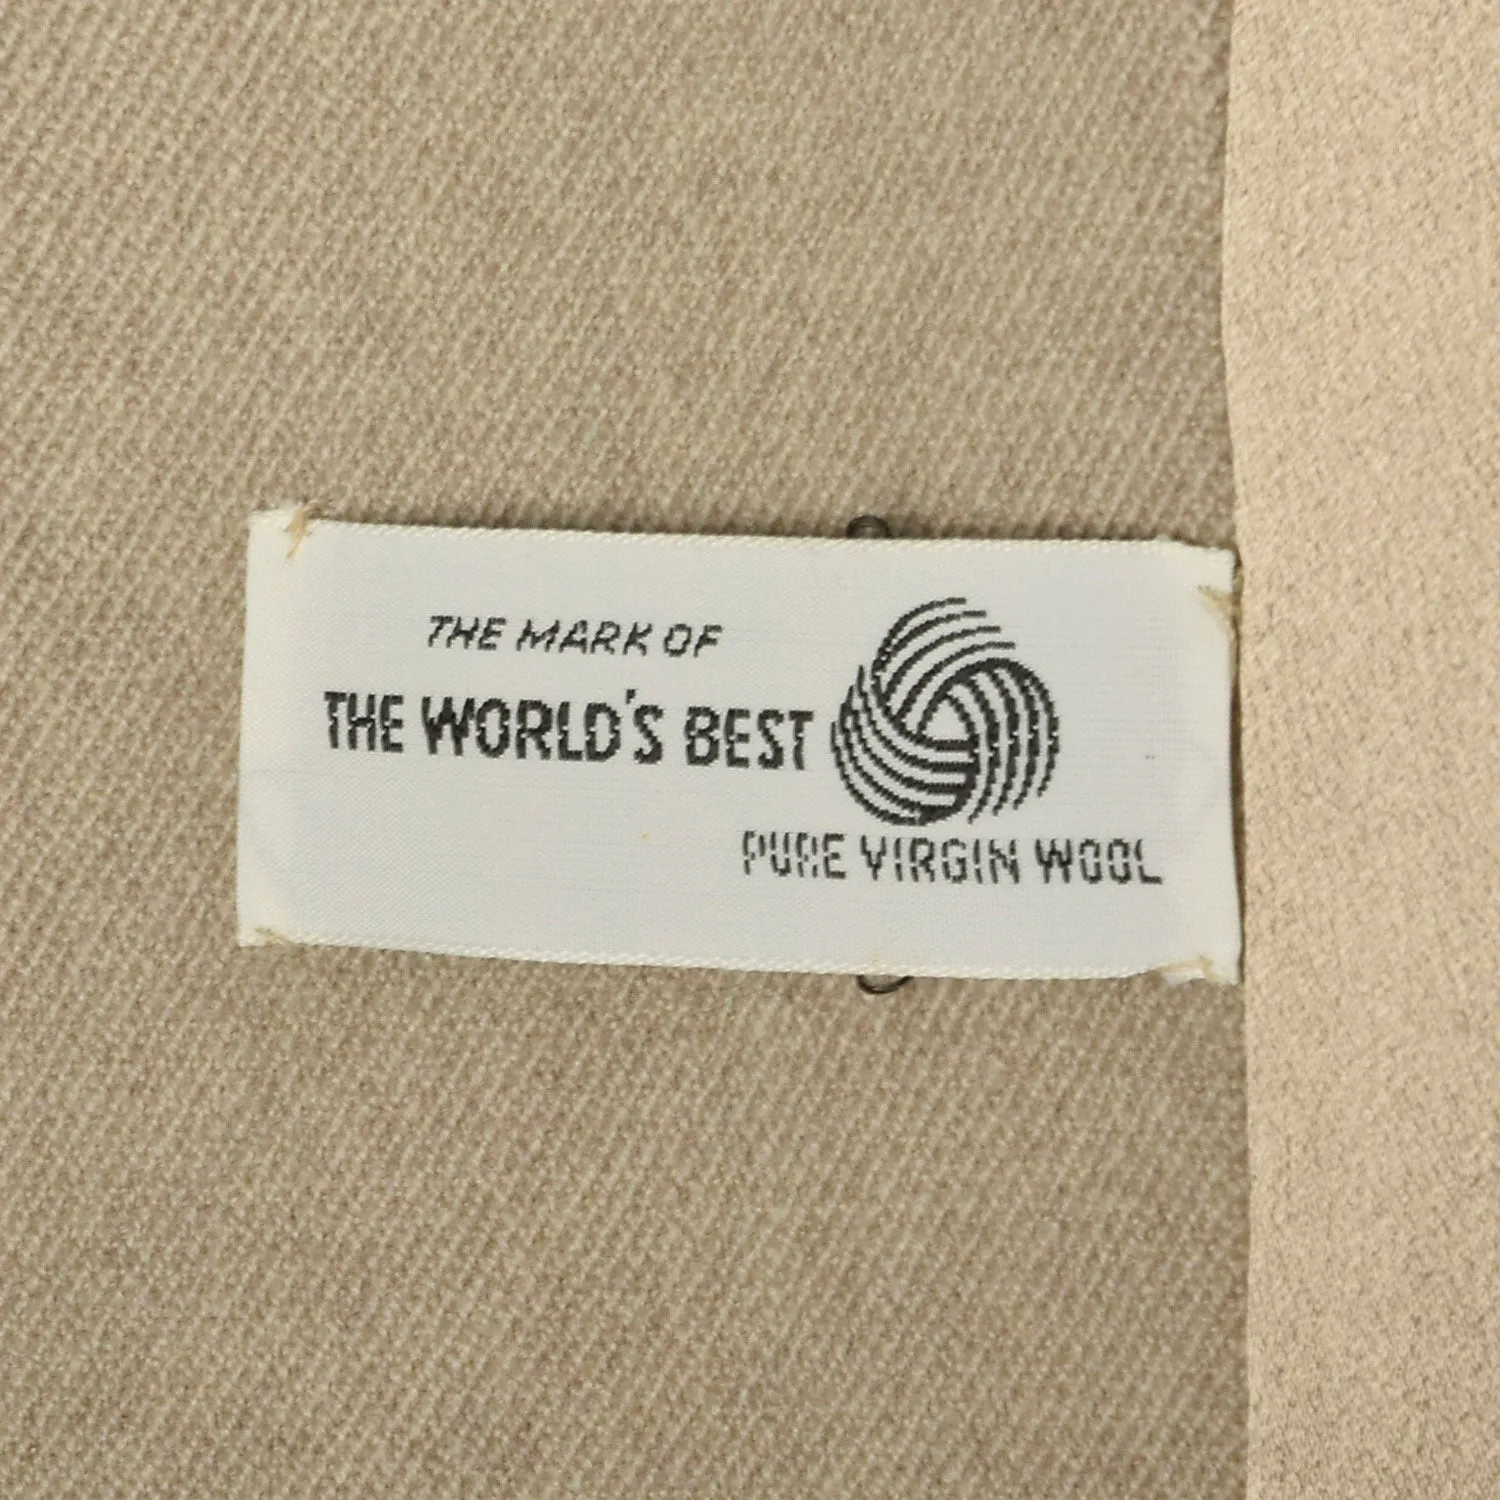 THE MARK OF
THE WORLD'S BEST
PURE VIRGIN WOOL